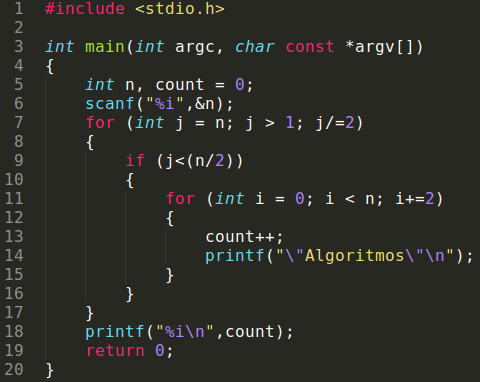 1 #include <stdio.h>
2
3 int main(int argc, char const *argv[])
4 {
5     int n, count = 0;
6     scanf("%i",&n);
7     for (int j = n; j > 1; j/=2)
8     {
9         if (j<(n/2))
10         {
11             for (int i = 0; i < n; i+=2)
12             {
13                 count++;
14                 printf("\"Algoritmos\"\n");
15             }
16         }
17     }
18     printf("%i\n",count);
19     return 0;
20 }